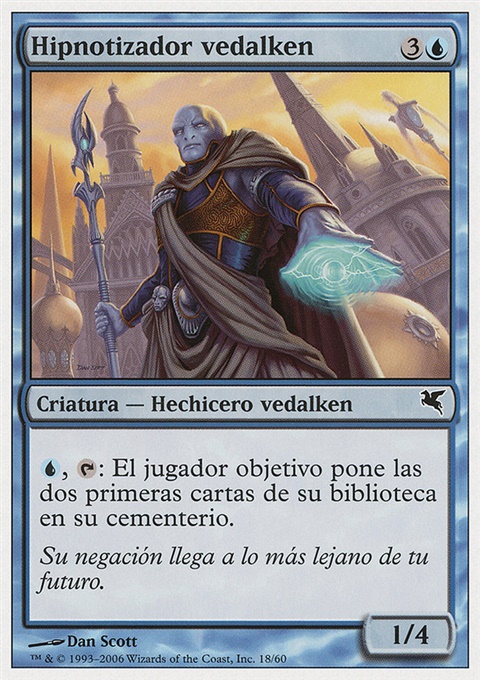 Hipnotizador vedalken 3
DAN SCOTT
Criatura — Hechicero vedalken
, : El jugador objetivo pone las
dos primeras cartas de su biblioteca
en su cementerio.
Su negación llega a lo más lejano de tu
futuro.
1/4
Dan Scott
™ & © 1993–2006 Wizards of the Coast, Inc. 18/60